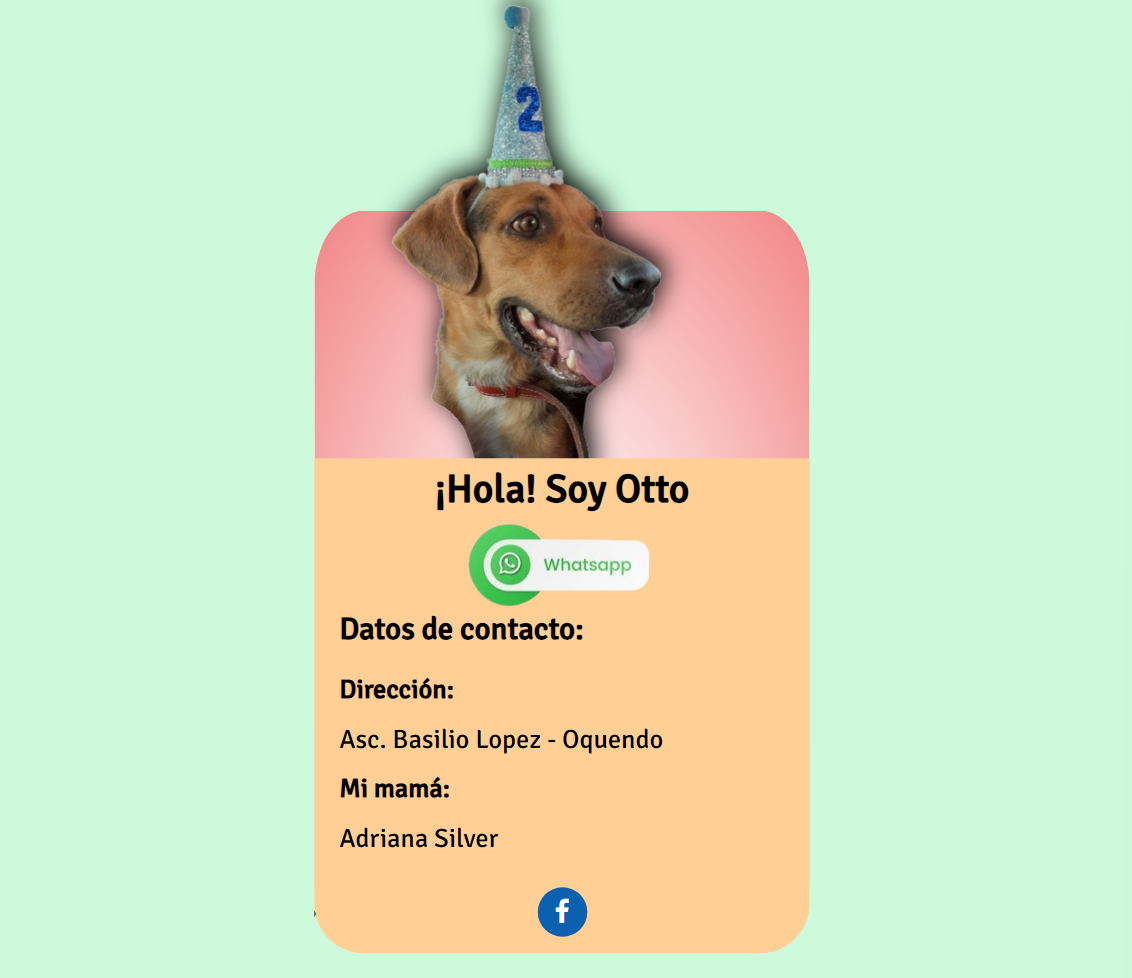 2
¡Hola! Soy Otto
Whatsapp
Datos de contacto:
Dirección:
Asc. Basilio Lopez - Oquendo
Mi mamá:
Adriana Silver
f